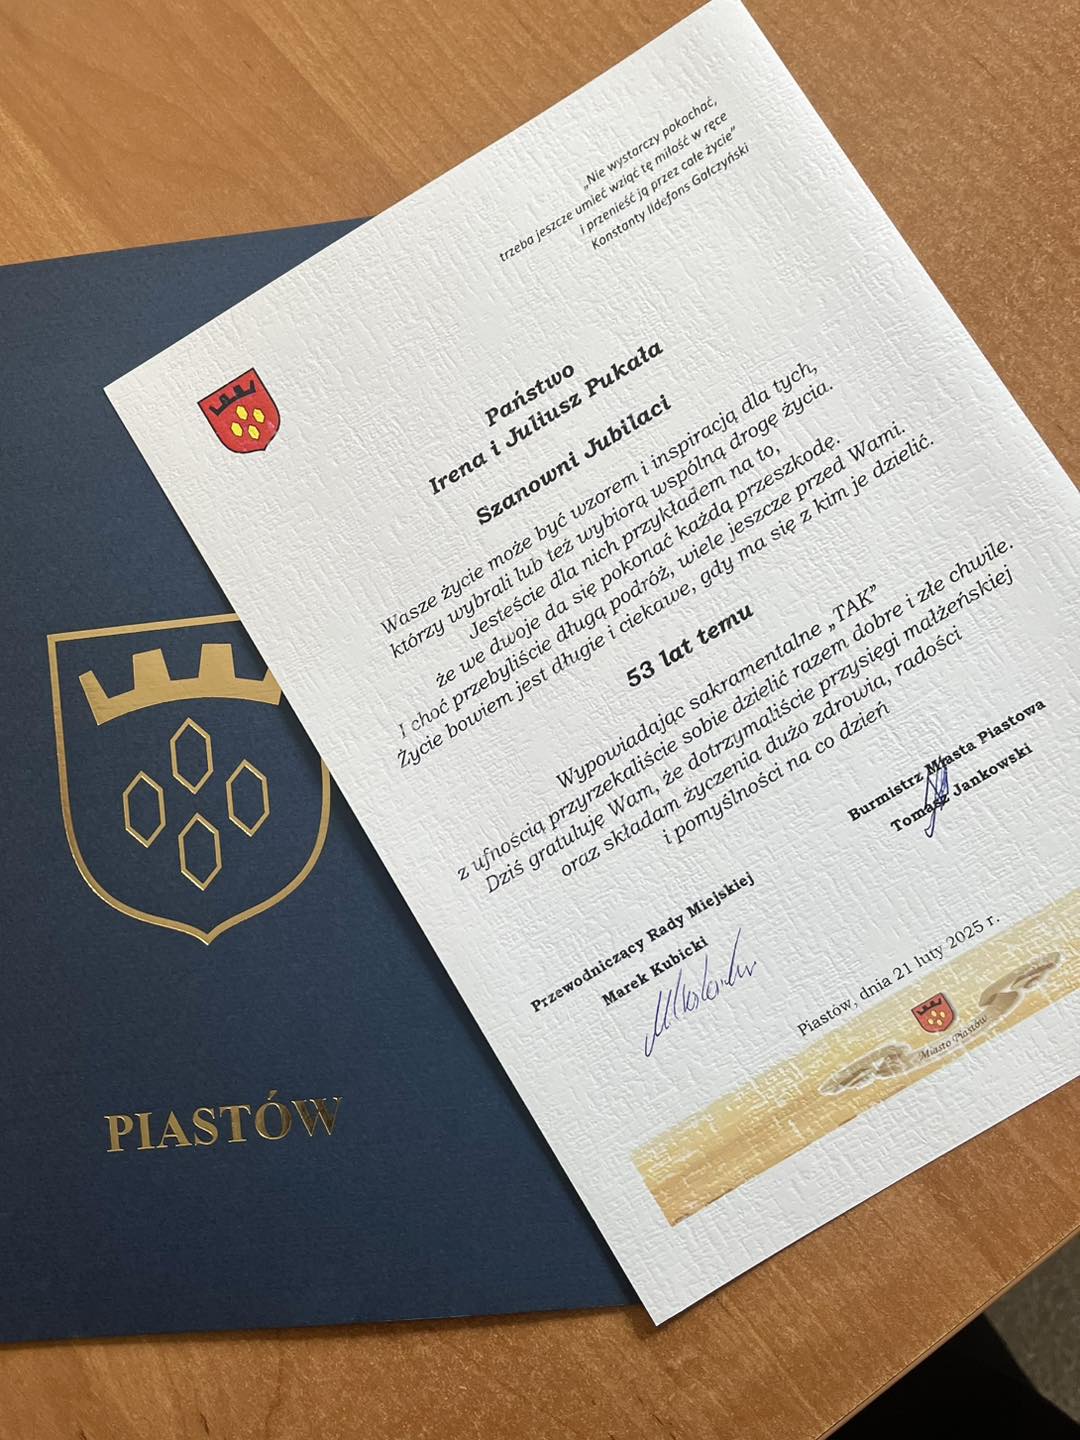 „Nie wystarczy pokochać,
trzeba jeszcze umieć wziąć tę miłość w ręce
i przenieść ją przez całe życie”
Konstanty Ildefons Gałczyński
Państwo
Irena i Juliusz Pukała
Szanowni Jubilaci
Wasze życie może być wzorem i inspiracją dla tych,
którzy wybrali lub też wybiorą wspólną drogę życia.
Jesteście dla nich przykładem na to,
że we dwoje da się pokonać każdą przeszkodę.
I choć przebyliście długą podróż, wiele jeszcze przed Wami.
Życie bowiem jest długie i ciekawe, gdy ma się z kim je dzielić.
53 lat temu
Wypowiadając sakramentalne „TAK”
z ufnością przyrzekaliście sobie dzielić razem dobre i złe chwile.
Dziś gratuluję Wam, że dotrzymaliście przysięgi małżeńskiej
oraz składam życzenia dużo zdrowia, radości
i pomyślności na co dzień
Burmistrz Miasta Piastowa
Tomasz Jankowski
Przewodniczący Rady Miejskiej
Marek Kubicki
Piastów, dnia 21 luty 2025 r.
Miasto Piastów
PIASTÓW